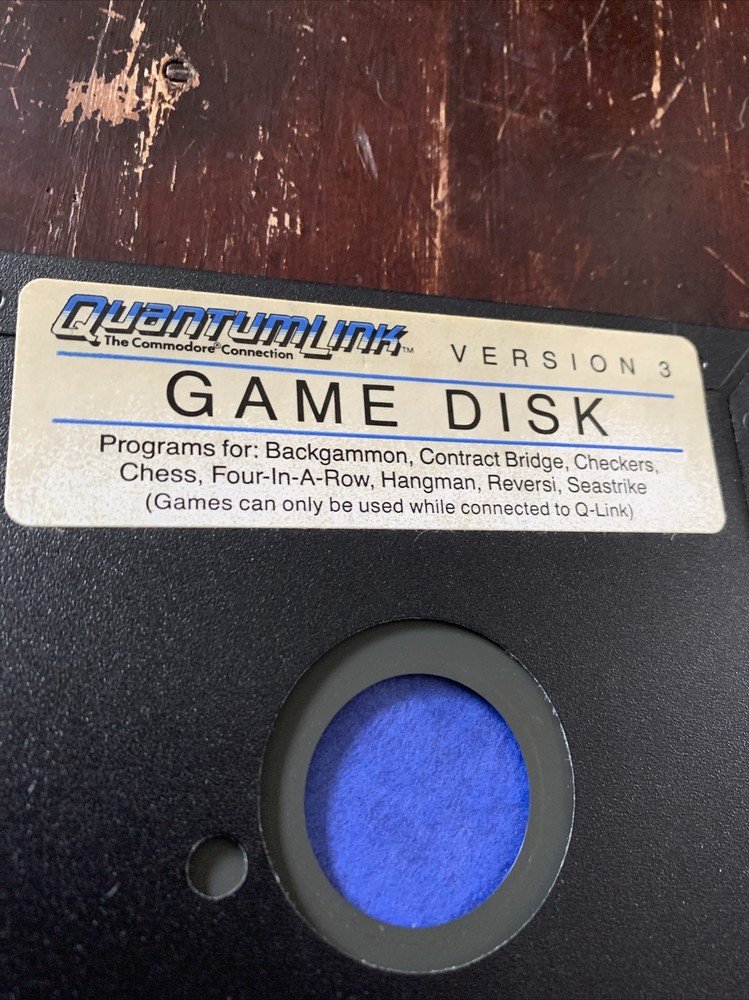 QuantumLink™ VERSION 3
The Commodore® Connection
GAME DISK
Programs for: Backgammon, Contract Bridge, Checkers,
Chess, Four-In-A-Row, Hangman, Reversi, Seastrike
(Games can only be used while connected to Q-Link)